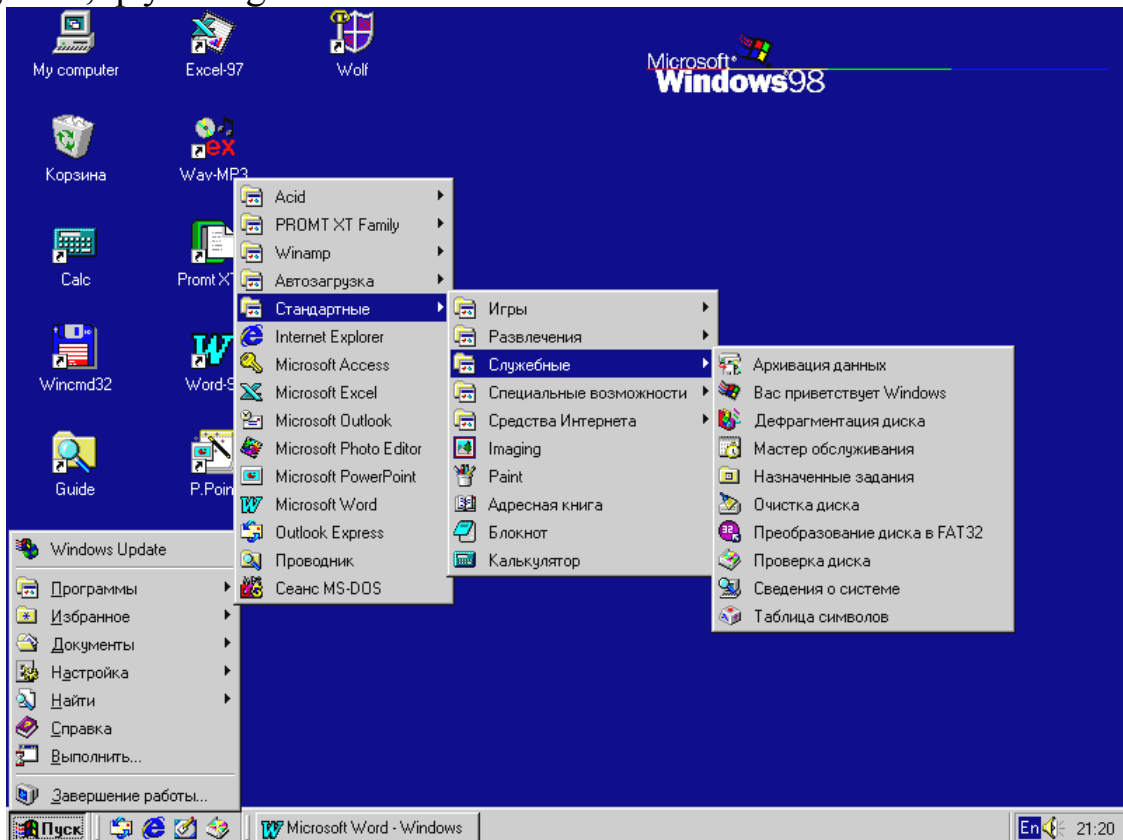 My computer
Excel-97
Wolf
Microsoft
Windows98
Корзина
Wav-MP3
Calc
Promt X
Wincmd32
Word-9
Guide
P.Poin
Acid
PROMT XT Family
Winamp
Автозагрузка
Стандартные
Internet Explorer
Microsoft Access
Microsoft Excel
Microsoft Outlook
Microsoft Photo Editor
Microsoft PowerPoint
Microsoft Word
Outlook Express
Проводник
Сеанс MS-DOS
Игры
Развлечения
Служебные
Специальные возможности
Средства Интернета
Imaging
Paint
Адресная книга
Блокнот
Калькулятор
Архивация данных
Вас приветствует Windows
Дефрагментация диска
Мастер обслуживания
Назначенные задания
Очистка диска
Преобразование диска в FAT32
Проверка диска
Сведения о системе
Таблица символов
Windows Update
Программы
Избранное
Документы
Настройка
Найти
Справка
Выполнить...
Завершение работы...
Пуск
Microsoft Word - Windows
En
21:20